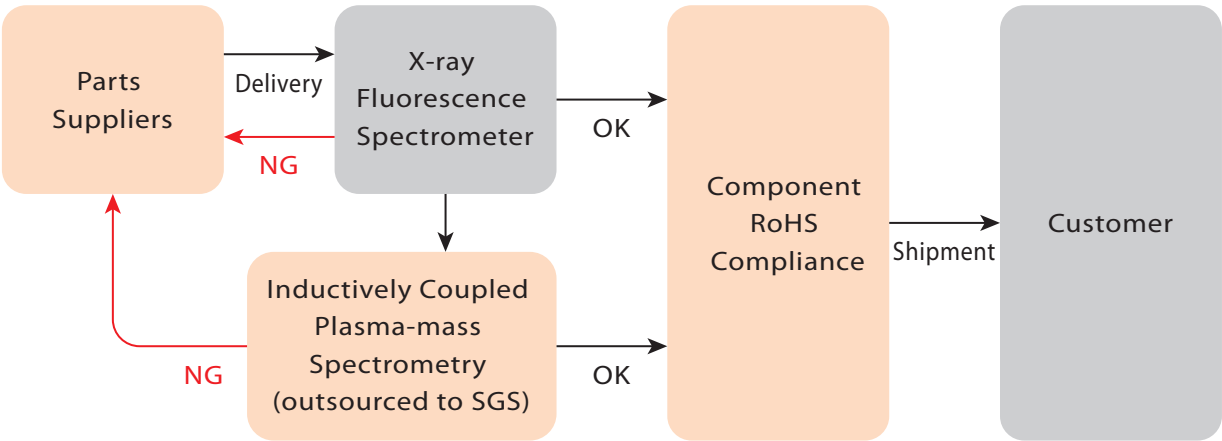 Parts
Suppliers
Delivery
NG
X-ray
Fluorescence
Spectrometer
OK
NG
Inductively Coupled
Plasma-mass
Spectrometry
(outsourced to SGS)
OK
Component
RoHS
Compliance
Shipment
Customer